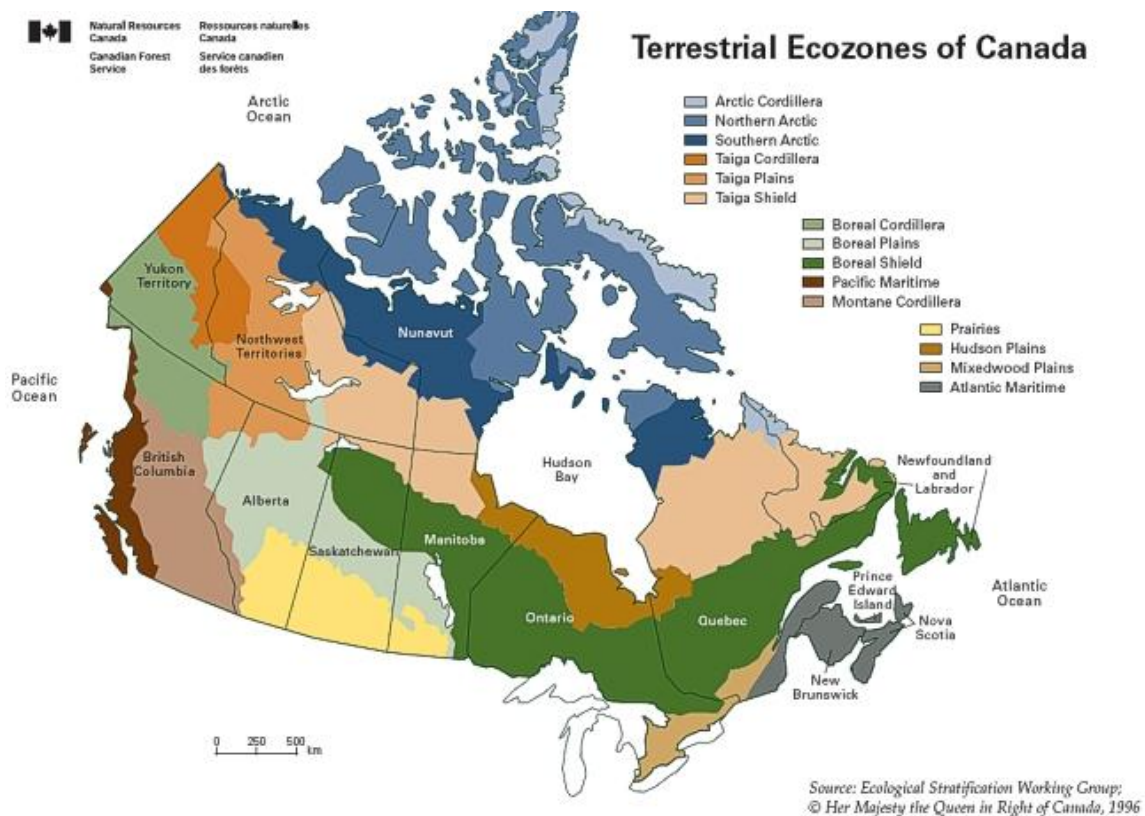 Natural Resources
Canada
Canadian Forest
Service
Ressources naturelles
Canada
Service canadien
des forêts
Terrestrial Ecozones of Canada
Arctic
Ocean
Arctic Cordillera
Northern Arctic
Southern Arctic
Taiga Cordillera
Taiga Plains
Taiga Shield
Boreal Cordillera
Boreal Plains
Boreal Shield
Pacific Maritime
Montane Cordillera
Prairies
Hudson Plains
Mixedwood Plains
Atlantic Maritime
Yukon
Territory
Northwest
Territories
Nunavut
Pacific
Ocean
British
Columbia
Alberta
Saskatchewan
Manitoba
Hudson
Bay
Newfoundland
and
Labrador
Ontario
Quebec
Prince
Edward
Island
Atlantic
Ocean
Nova
Scotia
New
Brunswick
0 250 500
km
Source: Ecological Stratification Working Group;
© Her Majesty the Queen in Right of Canada, 1996